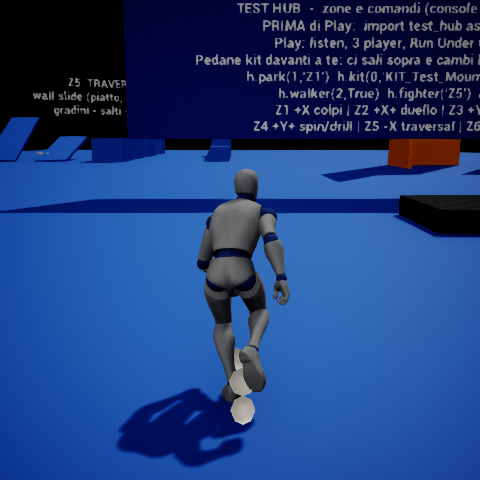 TEST HUB - zone e comandi (console
PRIMA di Play: import test_hub as
Play: listen, 3 player, Run Under
Pedane kit davanti a te: ci sali sopra e cambi
h.park(1,'Z1') h.kit(0,'KIT_Test_Moum
h.walker(2,True) h.fighter('Z5')
Z1 +X colpi | Z2 +X+ duello | Z3 +Y
Z4 +Y+ spin/drill | Z5 -X traversal | Z6
Z5 TRAVER
wall slide (piatto,
gradini - salti